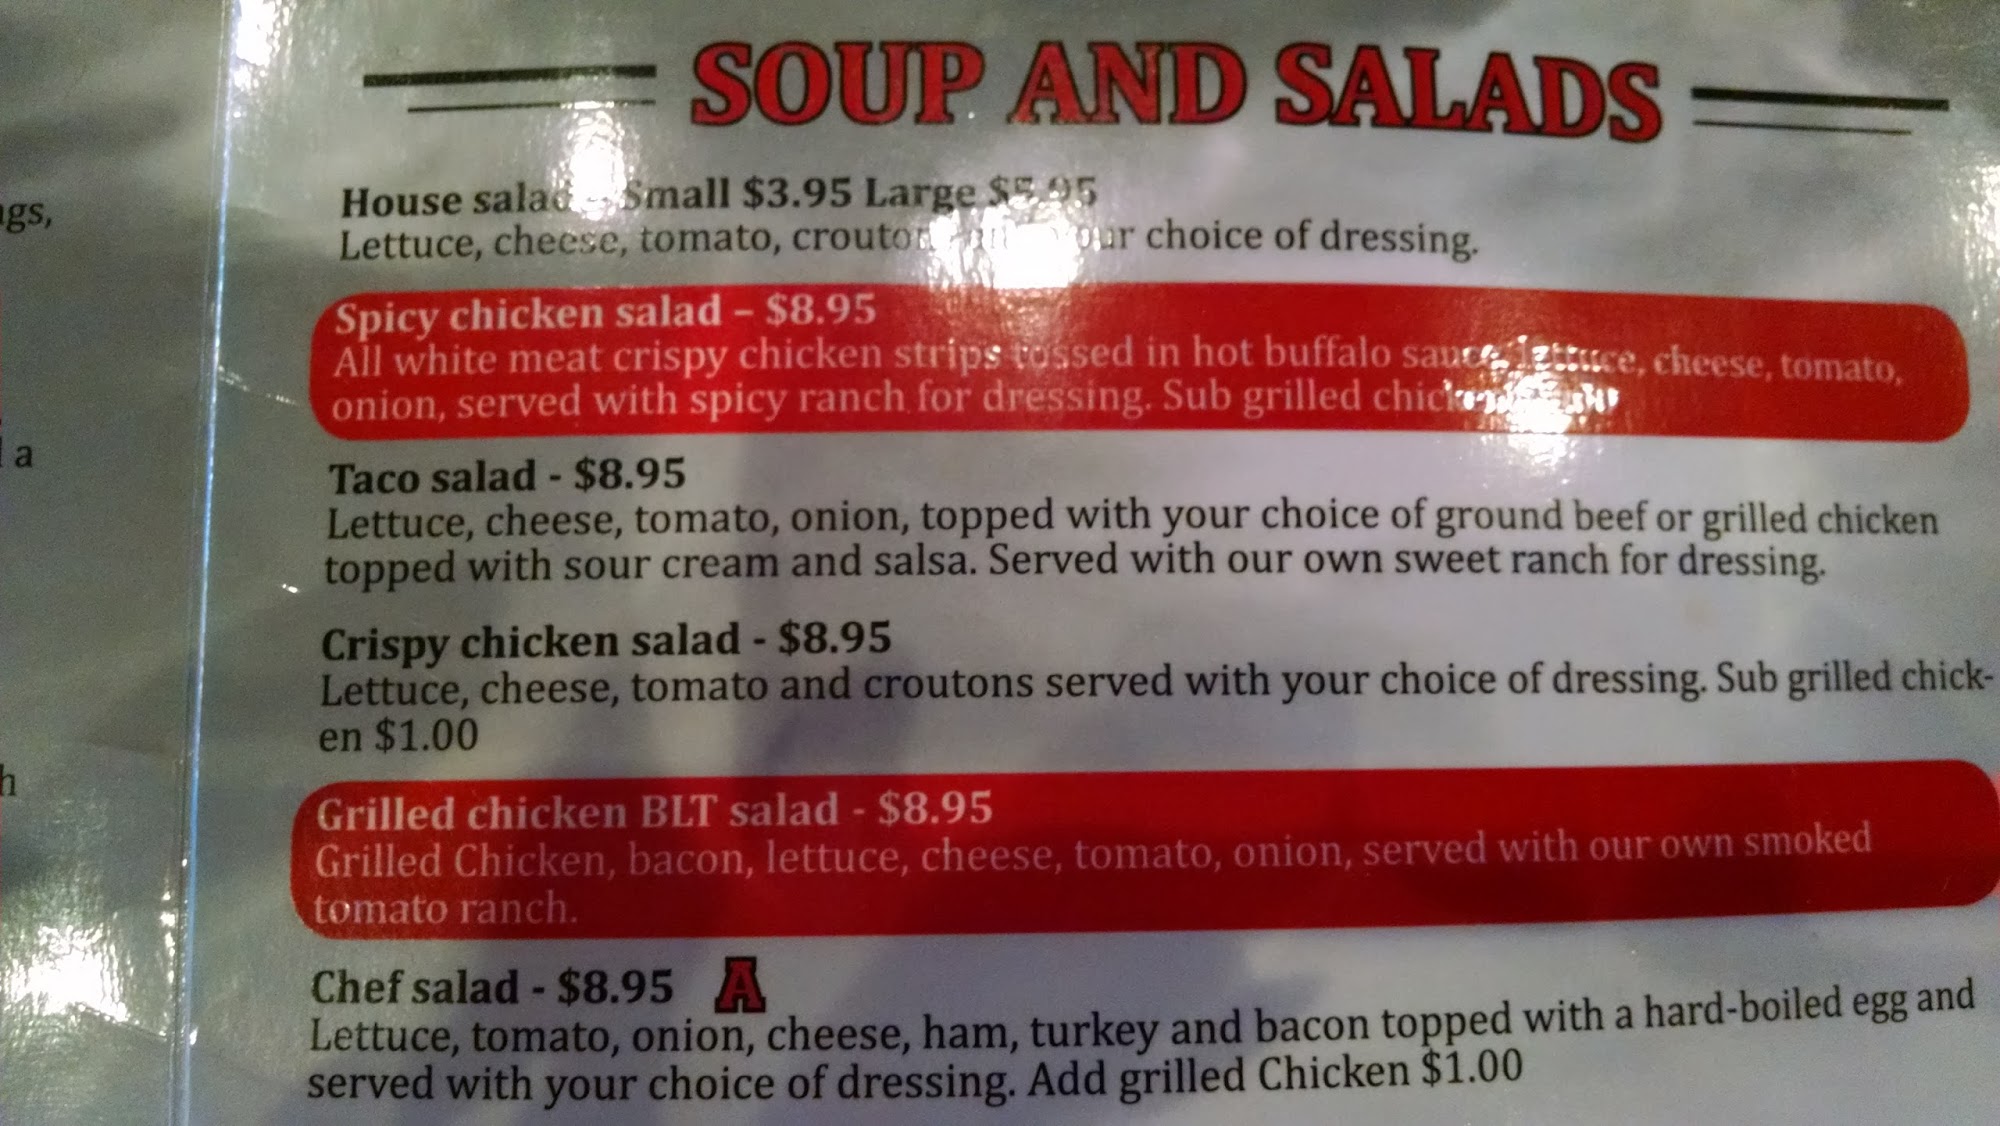 SOUP AND SALADS
House salad - Small $3.95 Large $5.95
Lettuce, cheese, tomato, crouton your choice of dressing.
Spicy chicken salad – $8.95
All white meat crispy chicken strips tossed in hot buffalo sauce, lettuce, cheese, tomato,
onion, served with spicy ranch for dressing. Sub grilled chicken
Taco salad - $8.95
Lettuce, cheese, tomato, onion, topped with your choice of ground beef or grilled chicken
topped with sour cream and salsa. Served with our own sweet ranch for dressing.
Crispy chicken salad - $8.95
Lettuce, cheese, tomato and croutons served with your choice of dressing. Sub grilled chick-
en $1.00
Grilled chicken BLT salad - $8.95
Grilled Chicken, bacon, lettuce, cheese, tomato, onion, served with our own smoked
tomato ranch.
Chef salad - $8.95 A
Lettuce, tomato, onion, cheese, ham, turkey and bacon topped with a hard-boiled egg and
served with your choice of dressing. Add grilled Chicken $1.00